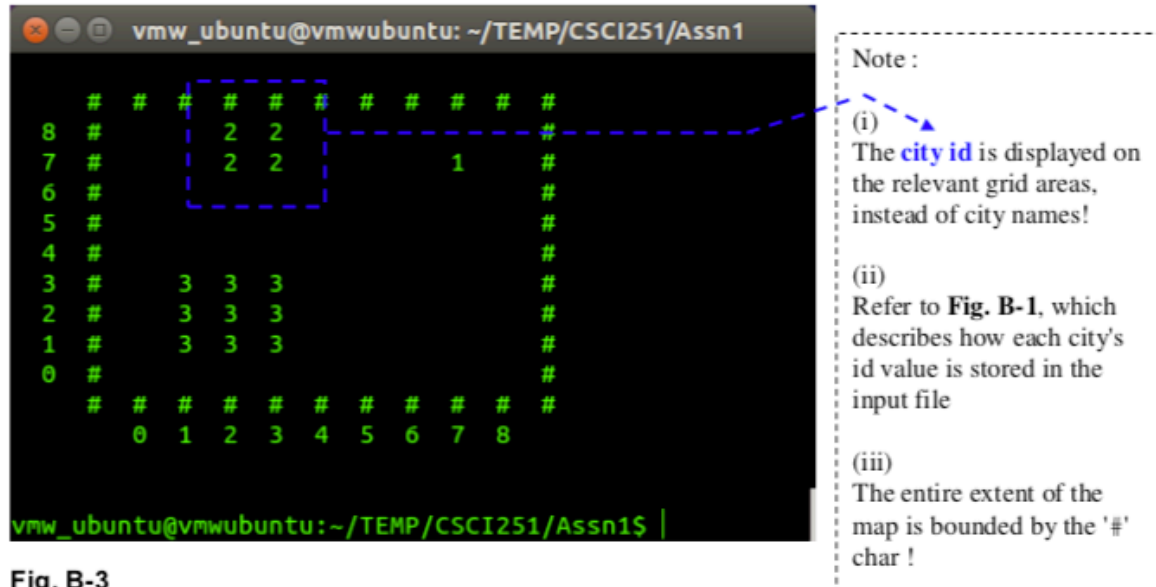 vmw_ubuntu@vmwubuntu: ~/TEMP/CSCI251/Assn1
# # # # # # # # # # #
8 # 2 2 #
7 # 2 2 1 #
6 # #
5 # #
4 # #
3 # 3 3 3 #
2 # 3 3 3 #
1 # 3 3 3 #
0 # #
# # # # # # # # # # #
0 1 2 3 4 5 6 7 8
vmw_ubuntu@vmwubuntu:~/TEMP/CSCI251/Assn1$
Fig. B-3
Note :
(i)
The city id is displayed on
the relevant grid areas,
instead of city names!
(ii)
Refer to Fig. B-1, which
describes how each city's
id value is stored in the
input file
(iii)
The entire extent of the
map is bounded by the '#'
char !